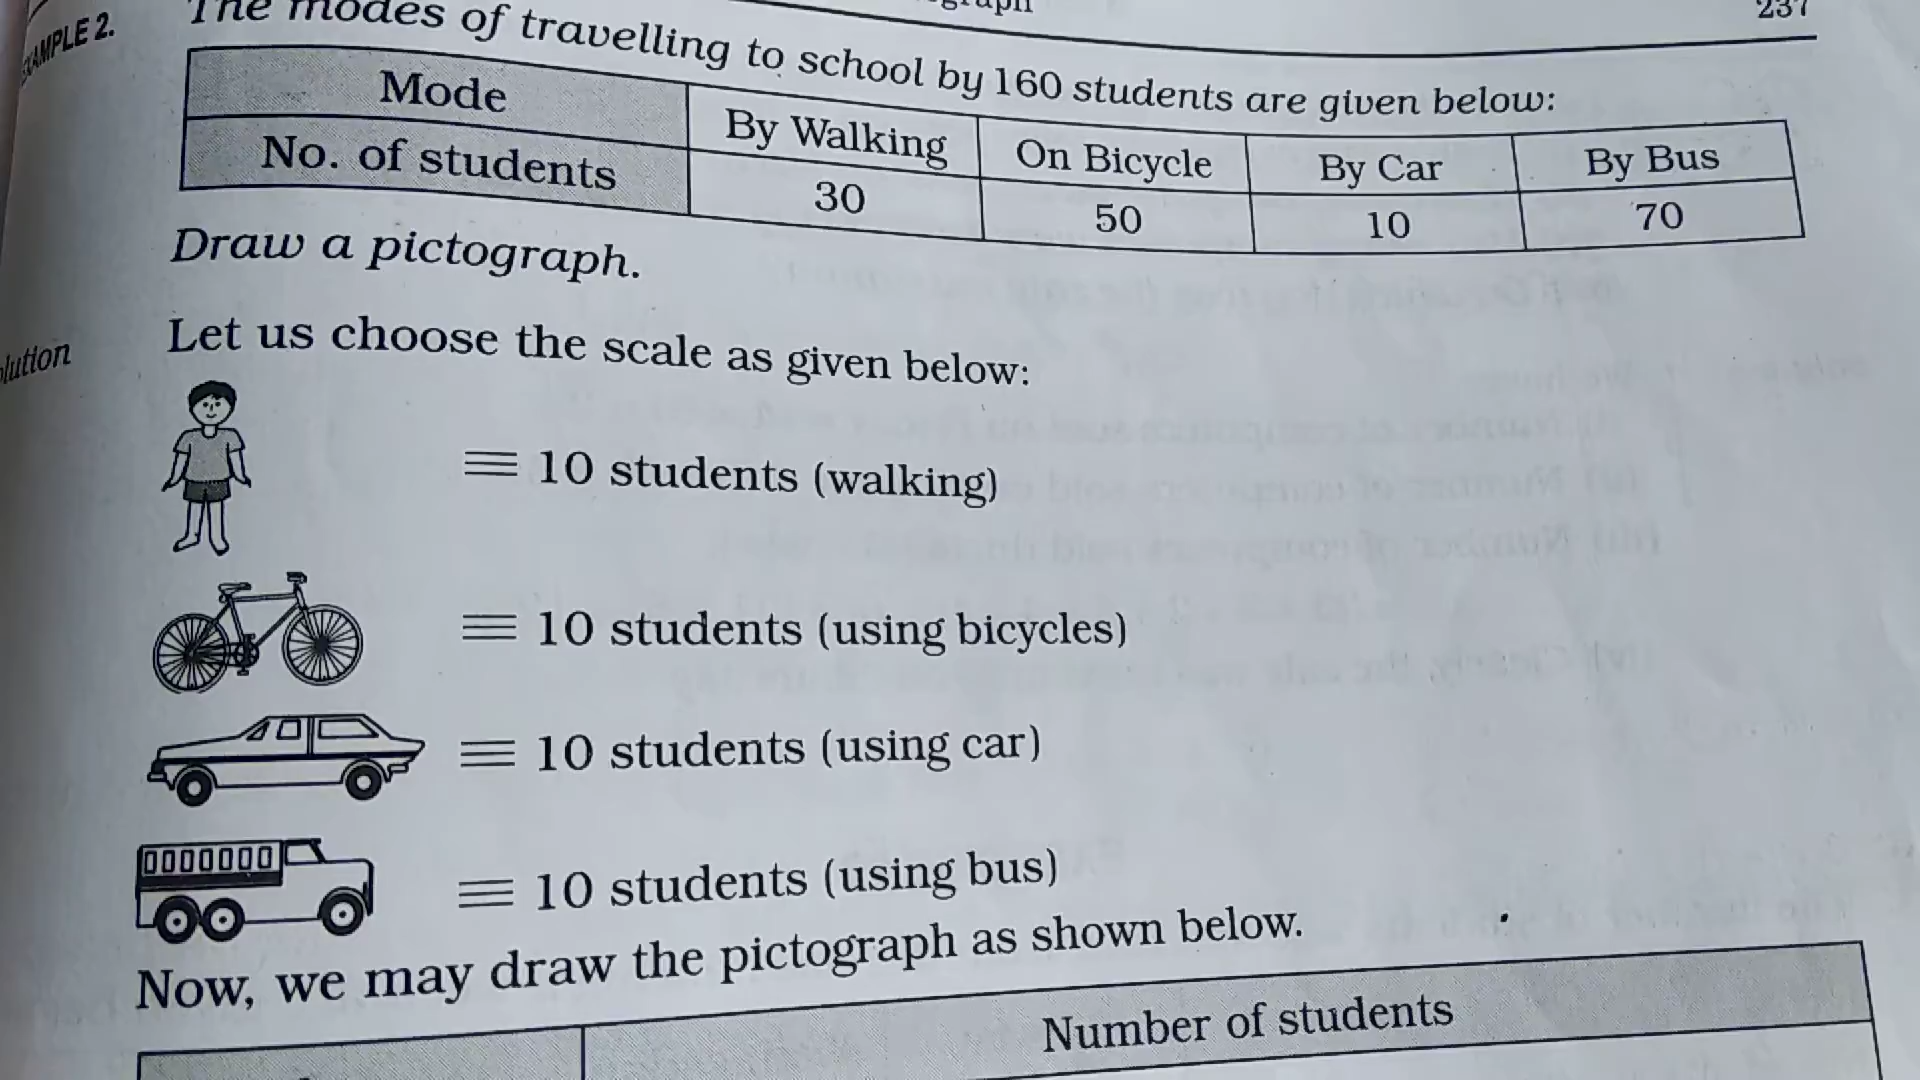 237
EXAMPLE 2. The modes of travelling to school by 160 students are given below:
Mode By Walking On Bicycle By Car By Bus
No. of students 30 50 10 70
Draw a pictograph.
Let us choose the scale as given below:
≡ 10 students (walking)
≡ 10 students (using bicycles)
≡ 10 students (using car)
≡ 10 students (using bus)
Now, we may draw the pictograph as shown below.
Number of students